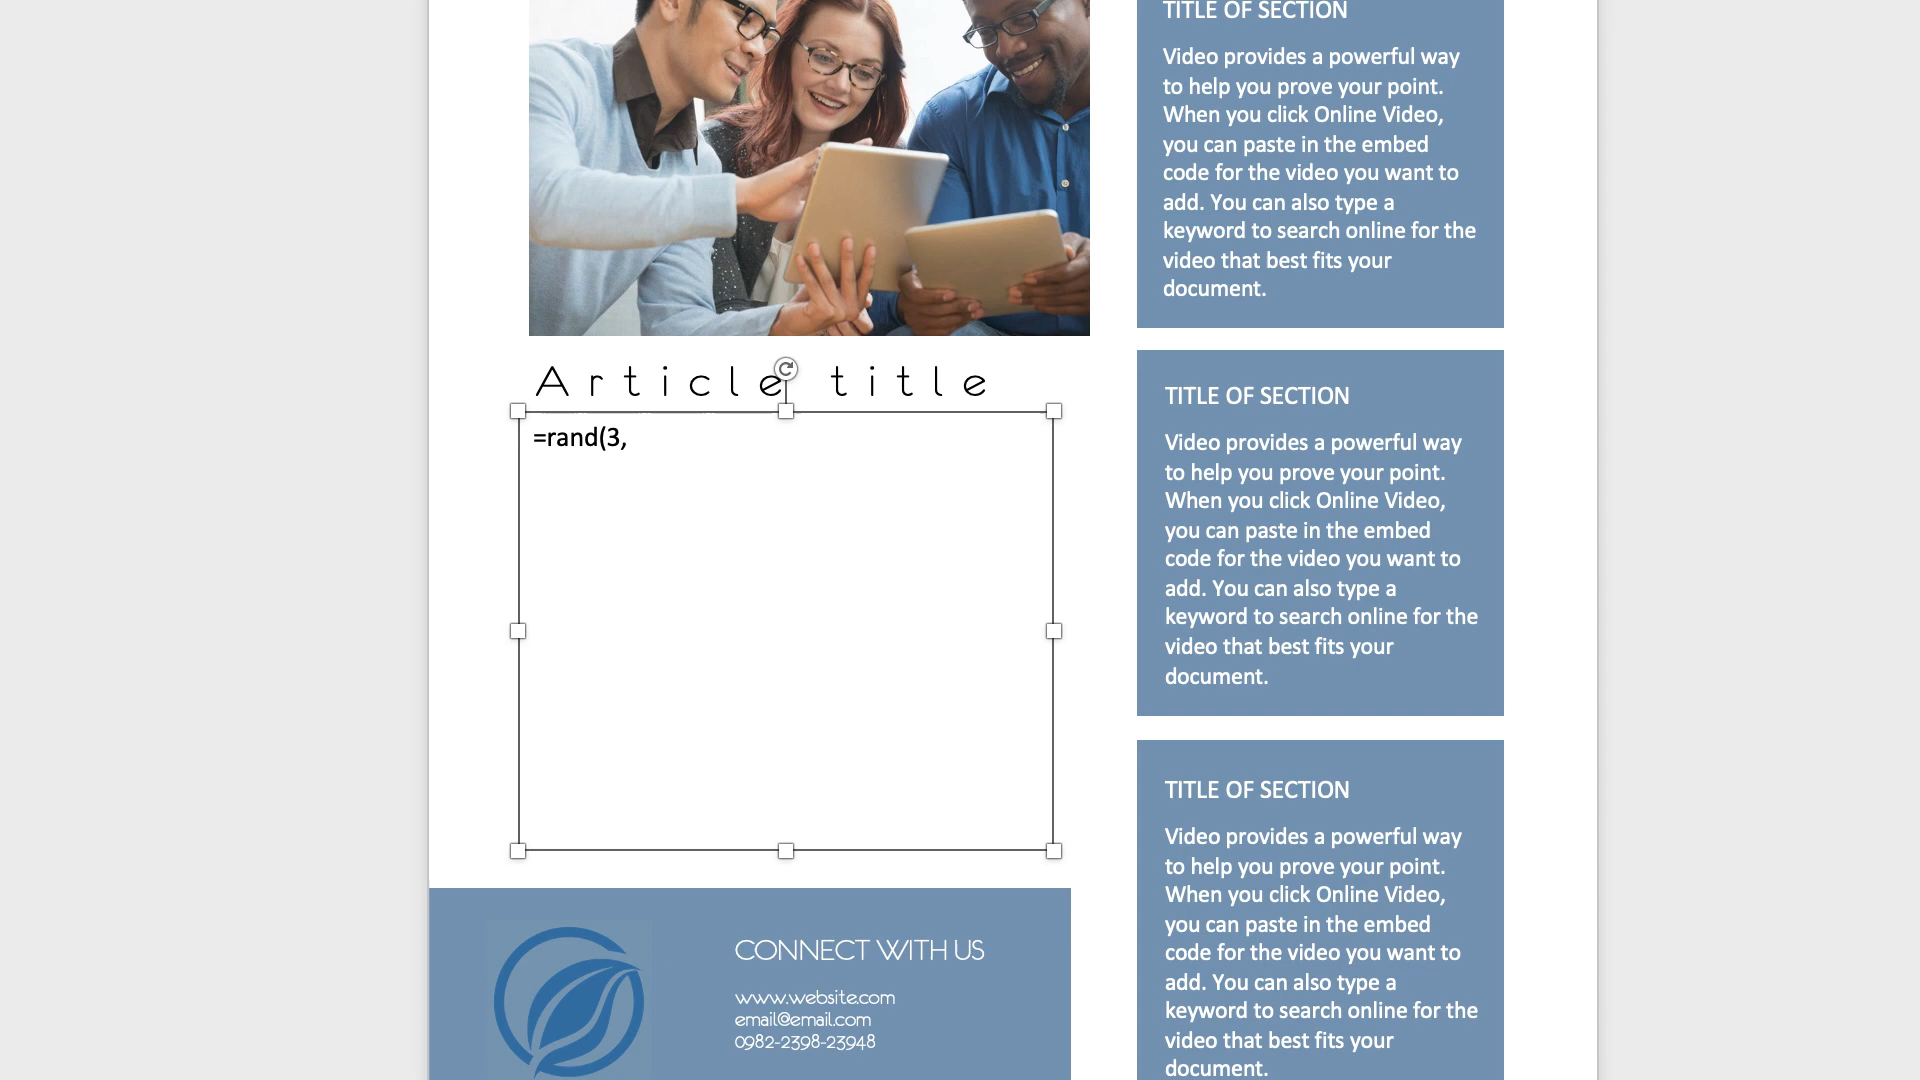 Article title
=rand(3,
CONNECT WITH US
www.website.com
email@email.com
0982-2398-23948
TITLE OF SECTION
Video provides a powerful way
to help you prove your point.
When you click Online Video,
you can paste in the embed
code for the video you want to
add. You can also type a
keyword to search online for the
video that best fits your
document.
TITLE OF SECTION
Video provides a powerful way
to help you prove your point.
When you click Online Video,
you can paste in the embed
code for the video you want to
add. You can also type a
keyword to search online for the
video that best fits your
document.
TITLE OF SECTION
Video provides a powerful way
to help you prove your point.
When you click Online Video,
you can paste in the embed
code for the video you want to
add. You can also type a
keyword to search online for the
video that best fits your
document.